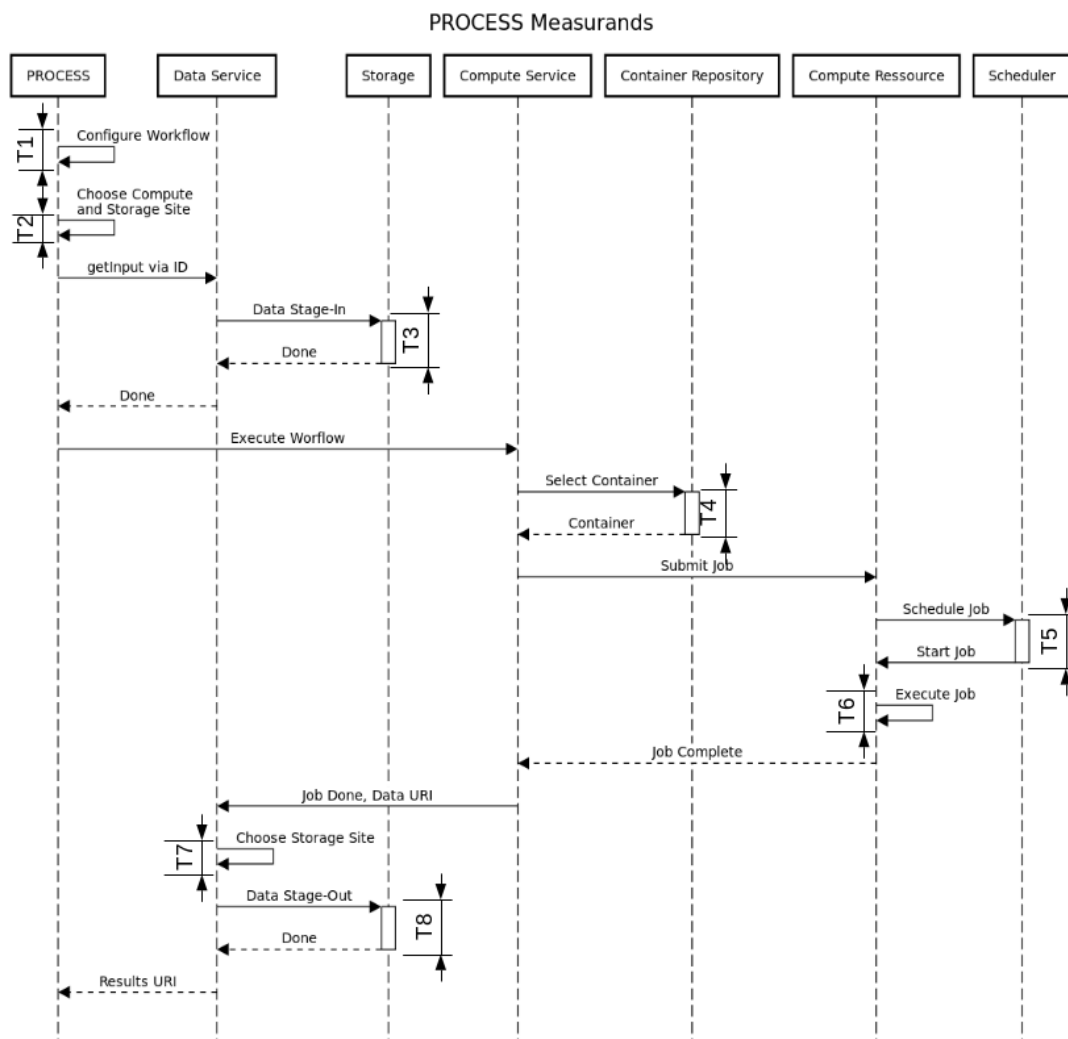 PROCESS Measurands
PROCESS
Data Service
Storage
Compute Service
Container Repository
Compute Ressource
Scheduler
T1
Configure Workflow
T2
Choose Compute
and Storage Site
getInput via ID
Data Stage-In
T3
Done
Done
Execute Worflow
Select Container
T4
Container
Submit Job
Schedule Job
T5
Start Job
T6
Execute Job
Job Complete
Job Done, Data URI
T7
Choose Storage Site
Data Stage-Out
T8
Done
Results URI